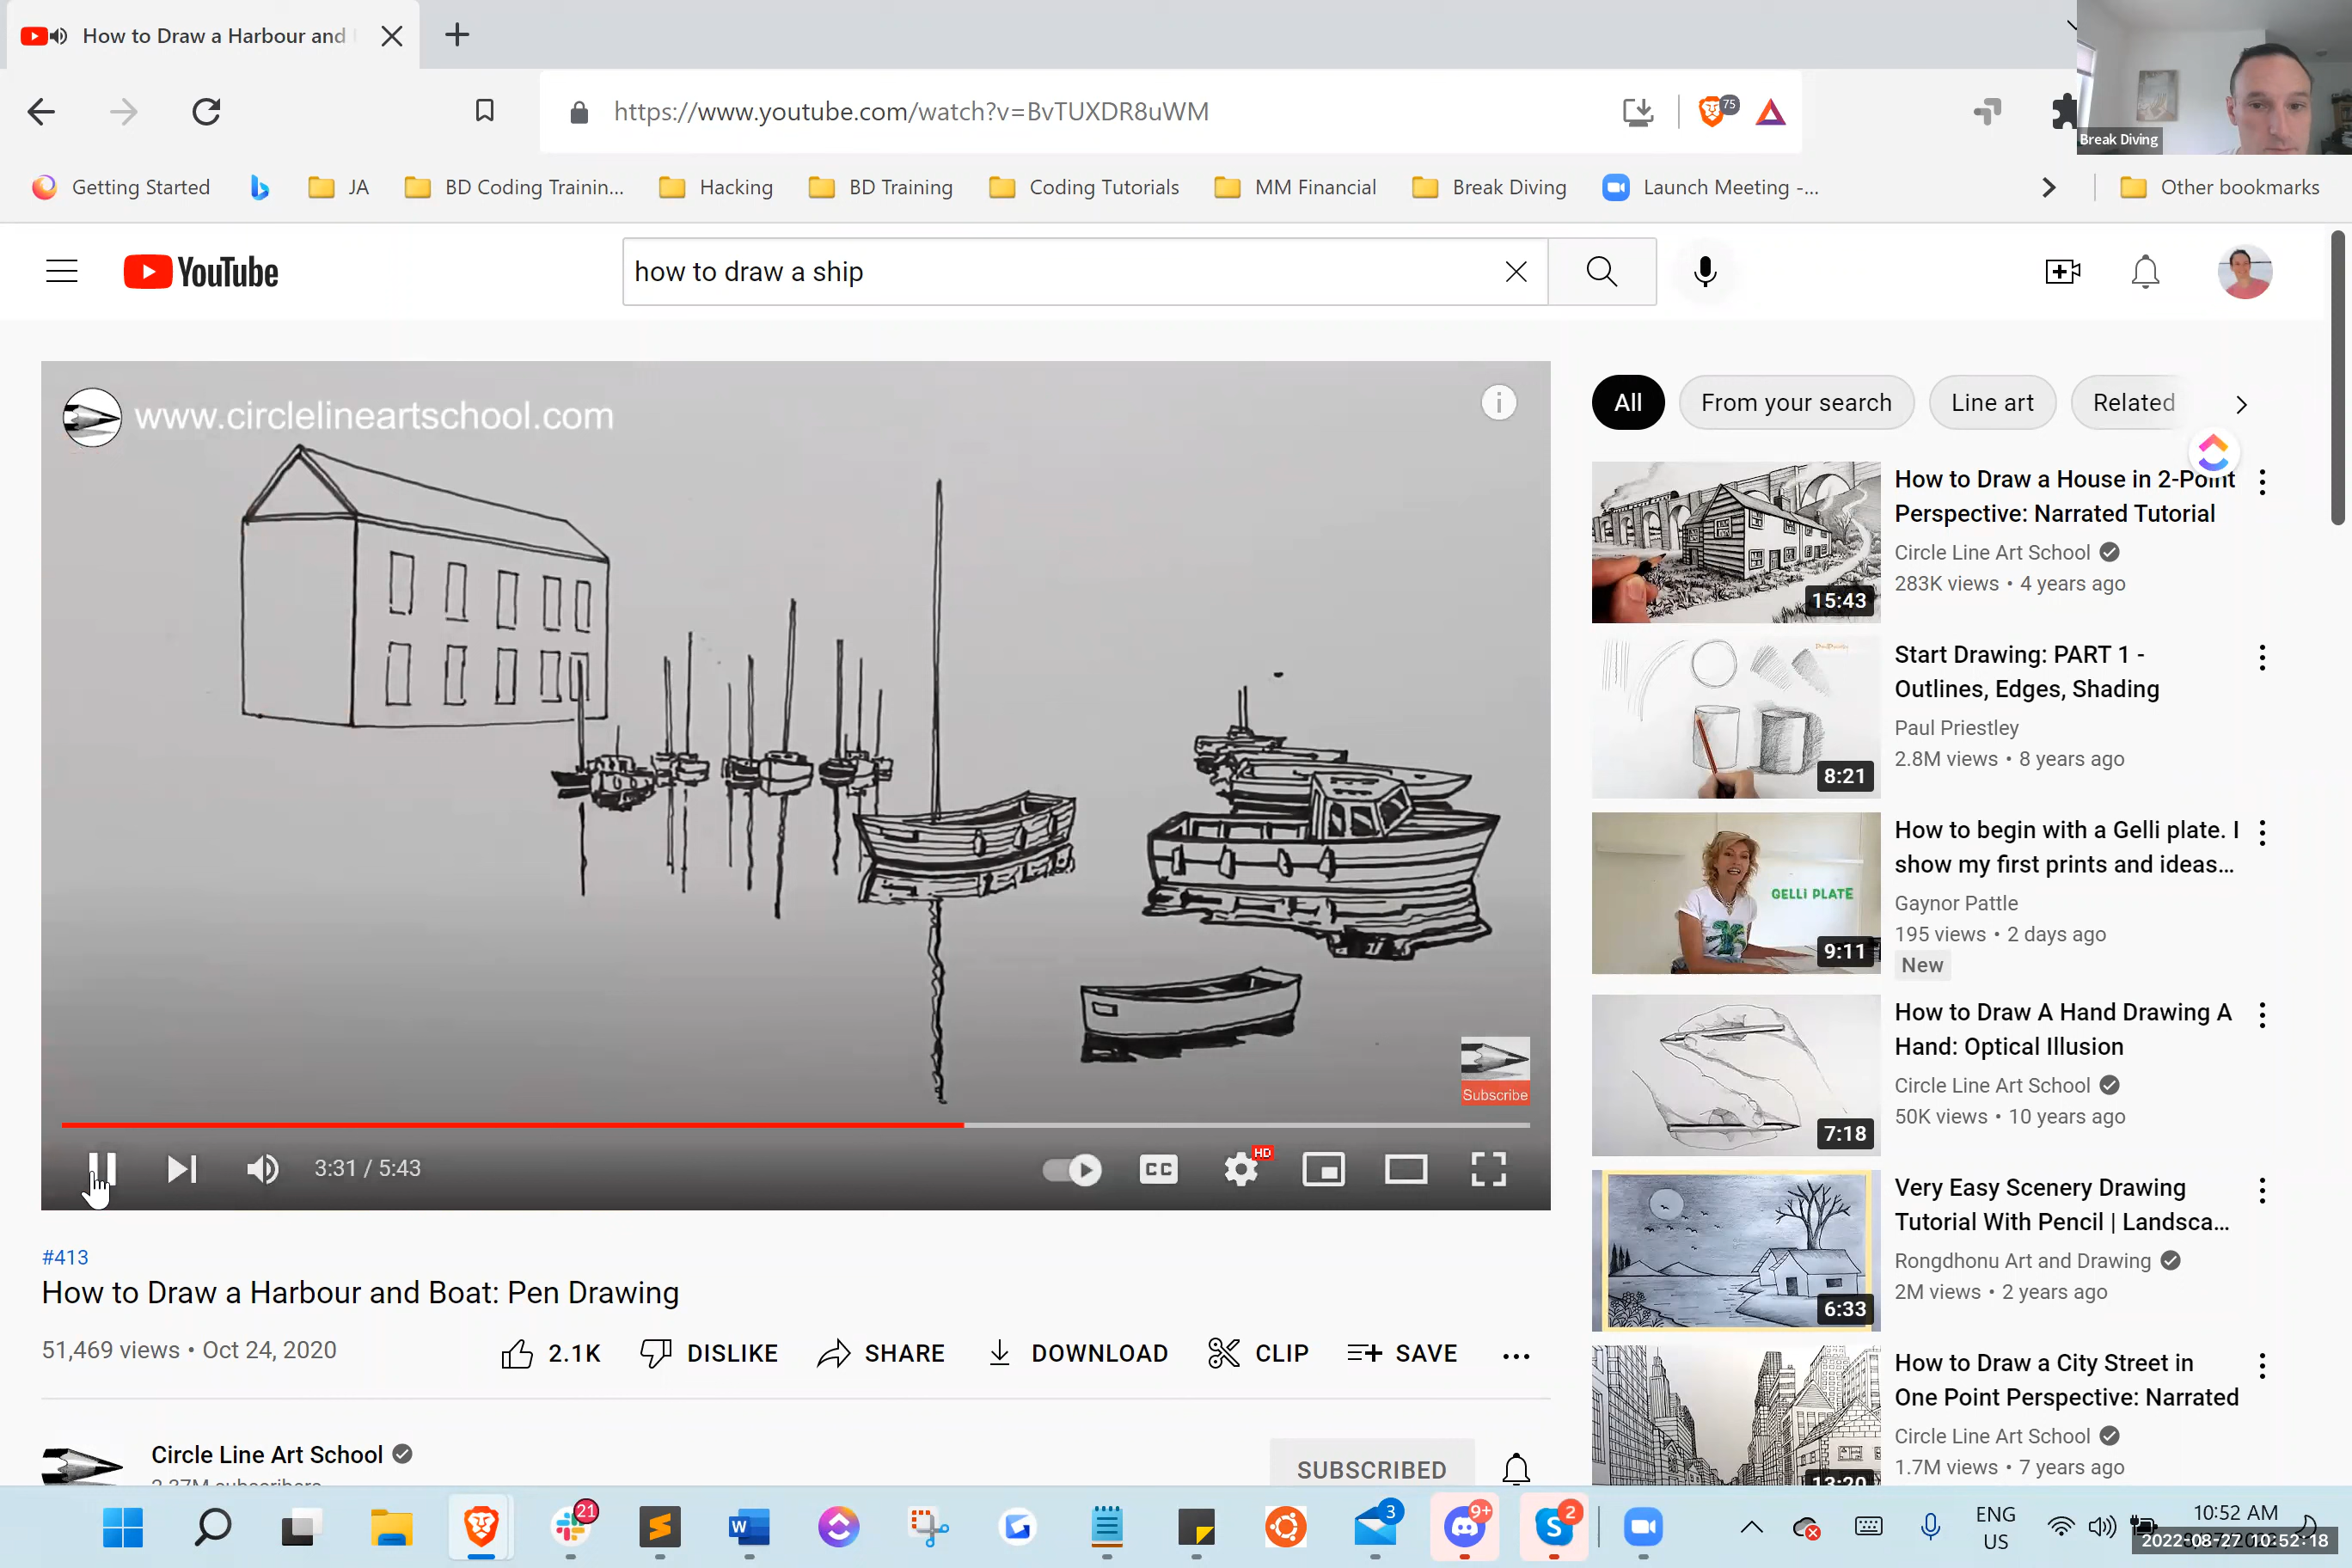 How to Draw a Harbour and
https://www.youtube.com/watch?v=BvTUXDR8uWM
75
Break Diving
Getting Started
JA
BD Coding Trainin...
Hacking
BD Training
Coding Tutorials
MM Financial
Break Diving
Launch Meeting -...
Other bookmarks
YouTube
how to draw a ship
www.circlelineartschool.com
Subscribe
3:31 / 5:43
CC
HD
#413
How to Draw a Harbour and Boat: Pen Drawing
51,469 views • Oct 24, 2020
2.1K
DISLIKE
SHARE
DOWNLOAD
CLIP
SAVE
Circle Line Art School
SUBSCRIBED
All
From your search
Line art
Related
How to Draw a House in 2-Point
Perspective: Narrated Tutorial
Circle Line Art School
283K views • 4 years ago
15:43
Start Drawing: PART 1 -
Outlines, Edges, Shading
Paul Priestley
2.8M views • 8 years ago
8:21
How to begin with a Gelli plate. I
show my first prints and ideas...
Gaynor Pattle
195 views • 2 days ago
New
GELLI PLATE
9:11
How to Draw A Hand Drawing A
Hand: Optical Illusion
Circle Line Art School
50K views • 10 years ago
7:18
Very Easy Scenery Drawing
Tutorial With Pencil | Landsca...
Rongdhonu Art and Drawing
2M views • 2 years ago
6:33
How to Draw a City Street in
One Point Perspective: Narrated
Circle Line Art School
1.7M views • 7 years ago
13:20
21
W
3
9+
S
2
ENG
US
10:52 AM
2022-08-27 10:52:18